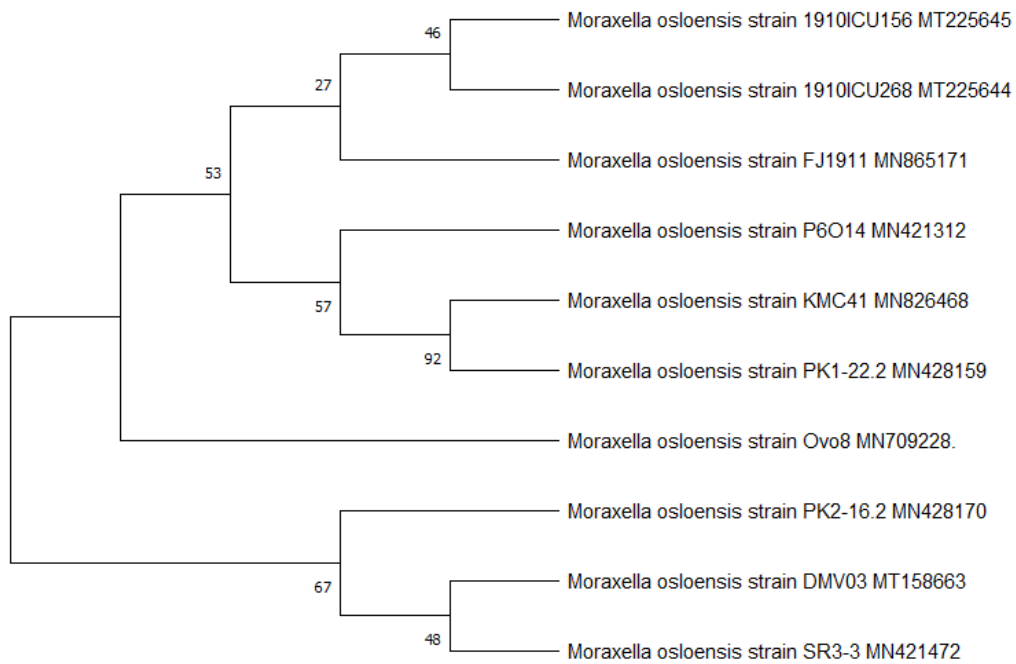 Moraxella osloensis strain 1910ICU156 MT225645
46
Moraxella osloensis strain 1910ICU268 MT225644
27
Moraxella osloensis strain FJ1911 MN865171
53
Moraxella osloensis strain P6O14 MN421312
57
Moraxella osloensis strain KMC41 MN826468
92
Moraxella osloensis strain PK1-22.2 MN428159
Moraxella osloensis strain Ovo8 MN709228.
Moraxella osloensis strain PK2-16.2 MN428170
67
Moraxella osloensis strain DMV03 MT158663
48
Moraxella osloensis strain SR3-3 MN421472